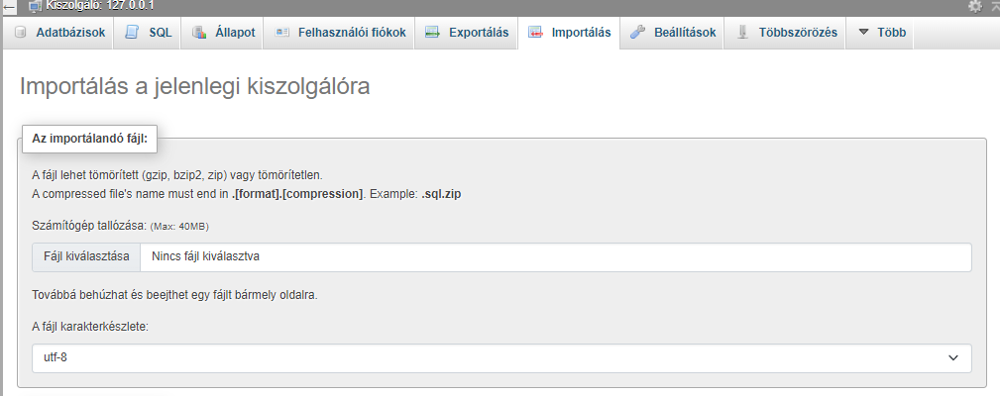 Kiszolgáló: 127.0.0.1
Adatbázisok SQL Állapot Felhasználói fiókok Exportálás Importálás Beállítások Többszörözés Több
Importálás a jelenlegi kiszolgálóra
Az importálandó fájl:
A fájl lehet tömörített (gzip, bzip2, zip) vagy tömörítetlen.
A compressed file's name must end in .[format].[compression]. Example: .sql.zip
Számítógép tallózása: (Max: 40MB)
Fájl kiválasztása Nincs fájl kiválasztva
Továbbá behúzhat és beejthet egy fájlt bármely oldalra.
A fájl karakterkészlete:
utf-8